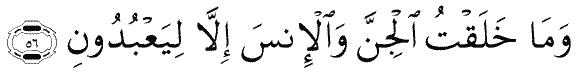 وَمَا خَلَقْتُ ٱلْجِنَّ وَٱلْإِنسَ إِلَّا لِيَعْبُدُونِ ٥٦